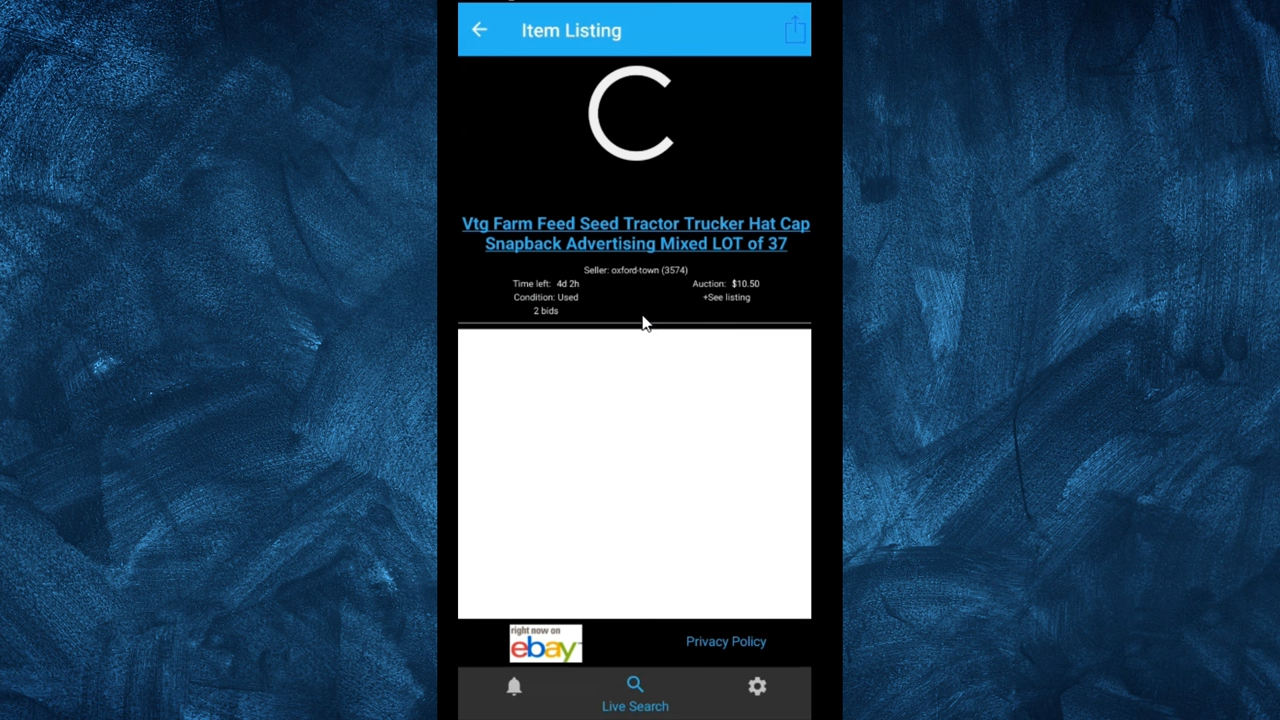 Item Listing
Vtg Farm Feed Seed Tractor Trucker Hat Cap
Snapback Advertising Mixed LOT of 37
Seller: oxford-town (3574)
Time left: 4d 2h
Auction: $10.50
Condition: Used
+See listing
2 bids
right now on
ebay
Privacy Policy
Live Search